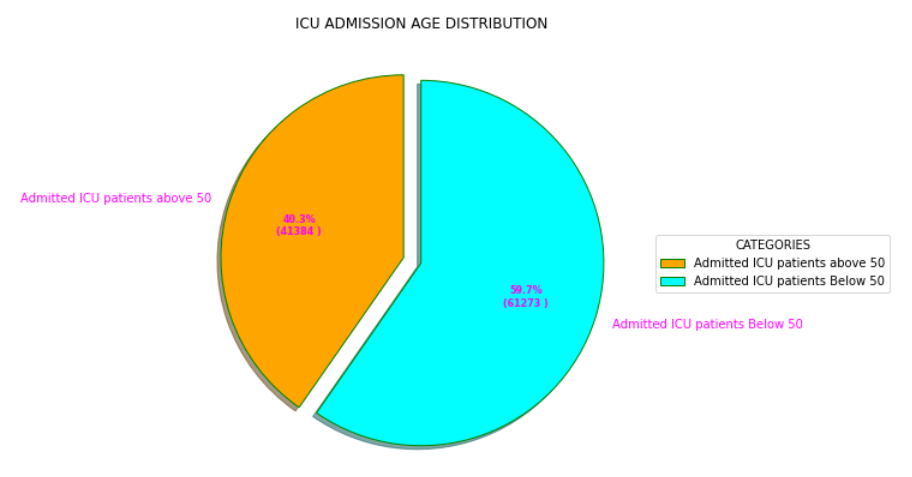 ICU ADMISSION AGE DISTRIBUTION
Admitted ICU patients above 50
40.3%
(41384 )
CATEGORIES
Admitted ICU patients above 50
Admitted ICU patients Below 50
59.7%
(61273 )
Admitted ICU patients Below 50